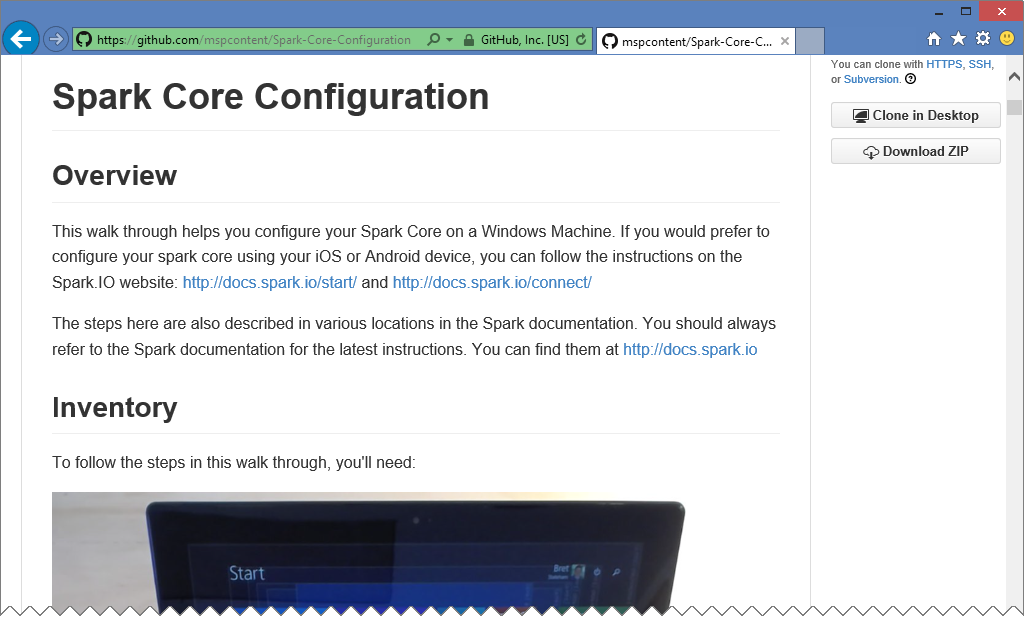 https://github.com/mspcontent/Spark-Core-Configuration
GitHub, Inc. [US]
mspcontent/Spark-Core-C...
You can clone with HTTPS, SSH,
or Subversion.
Clone in Desktop
Download ZIP
Spark Core Configuration
Overview
This walk through helps you configure your Spark Core on a Windows Machine. If you would prefer to
configure your spark core using your iOS or Android device, you can follow the instructions on the
Spark.IO website: http://docs.spark.io/start/ and http://docs.spark.io/connect/
The steps here are also described in various locations in the Spark documentation. You should always
refer to the Spark documentation for the latest instructions. You can find them at http://docs.spark.io
Inventory
To follow the steps in this walk through, you'll need:
Start
Bret